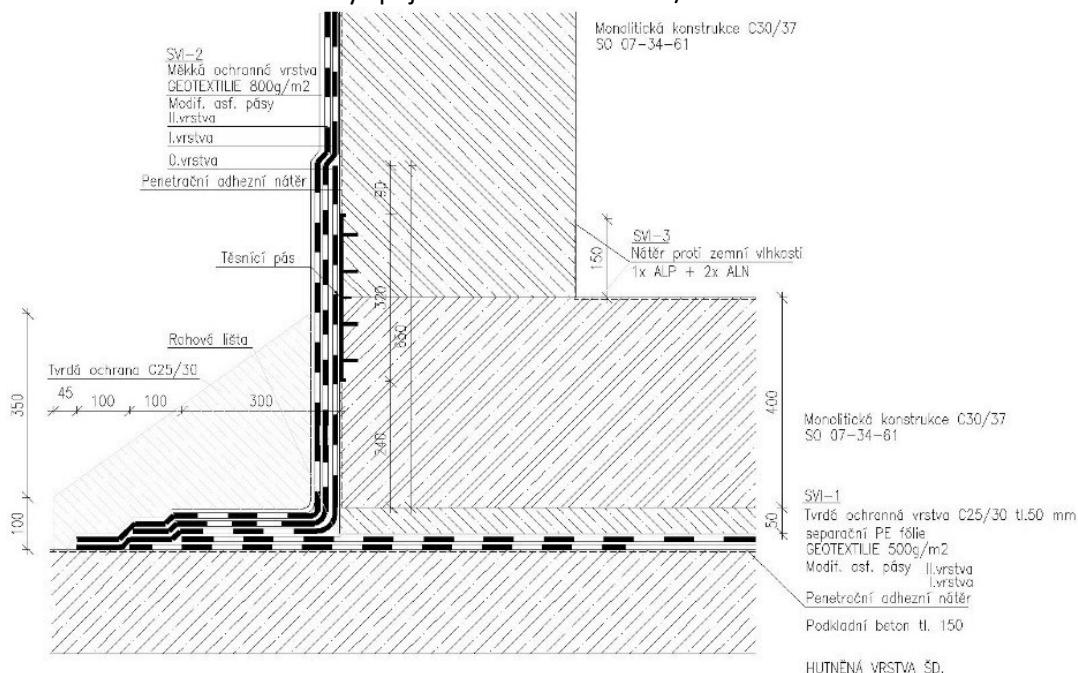 Monolitická konstrukce C30/37
SO 07-34-61
SVI-2
Měkká ochranná vrstva
GEOTEXTILIE 800g/m2
Modif. asf. pásy
II.vrstva
I.vrstva
0.vrstva
Penetrační adhezní nátěr
90
SVI-3
Nátěr proti zemní vlhkosti
1x ALP + 2x ALN
150
Těsnící pás
320
Rohová lišta
Tvrdá ochrana C25/30
45
100
100
300
350
400
Monolitická konstrukce C30/37
SO 07-34-61
100
SVI-1
Tvrdá ochranná vrstva C25/30 tl.50 mm
50
separační PE fólie
GEOTEXTILIE 500g/m2
Modif. asf. pásy II.vrstva
I.vrstva
Penetrační adhezní nátěr
Podkladní beton tl. 150
HUTNĚNÁ VRSTVA ŠD.